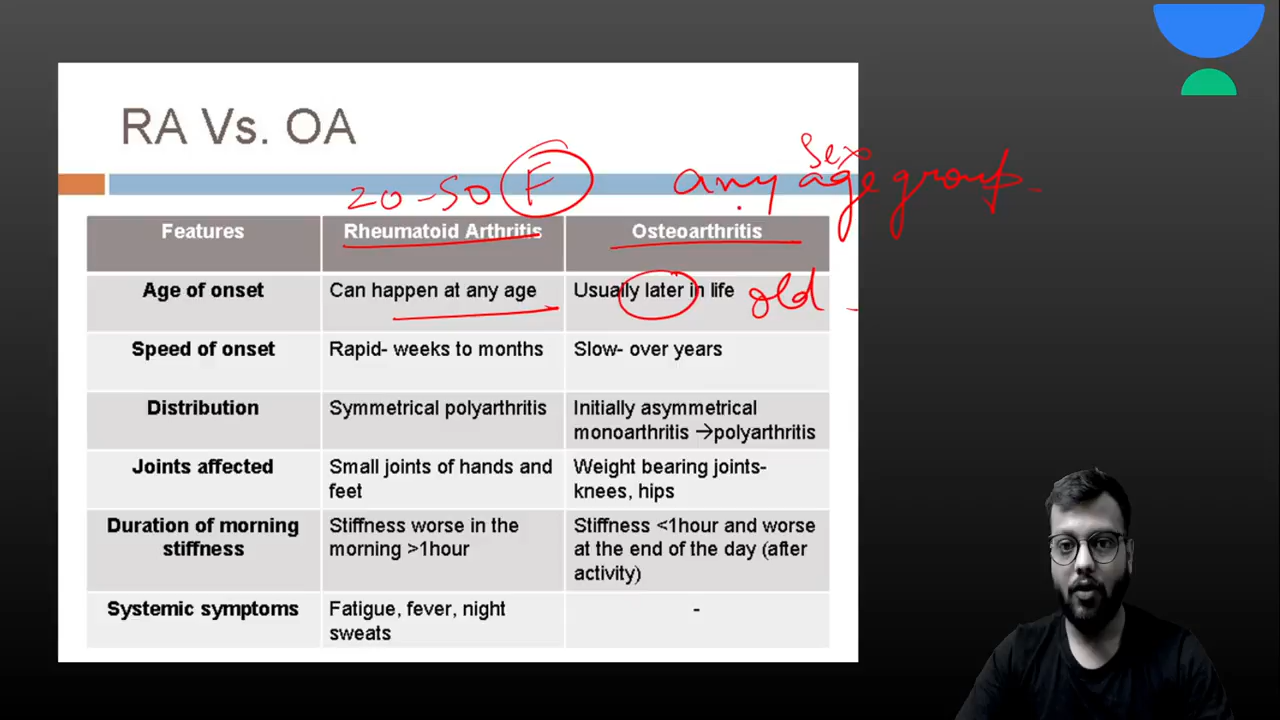 RA Vs. OA
20-50 F
any sex
age group
Features Rheumatoid Arthritis Osteoarthritis
Age of onset Can happen at any age Usually later in life old
Speed of onset Rapid- weeks to months Slow- over years
Distribution Symmetrical polyarthritis Initially asymmetrical
monoarthritis →polyarthritis
Joints affected Small joints of hands and
feet
Weight bearing joints-
knees, hips
Duration of morning
stiffness
Stiffness worse in the
morning >1hour
Stiffness <1hour and worse
at the end of the day (after
activity)
Systemic symptoms Fatigue, fever, night
sweats
-